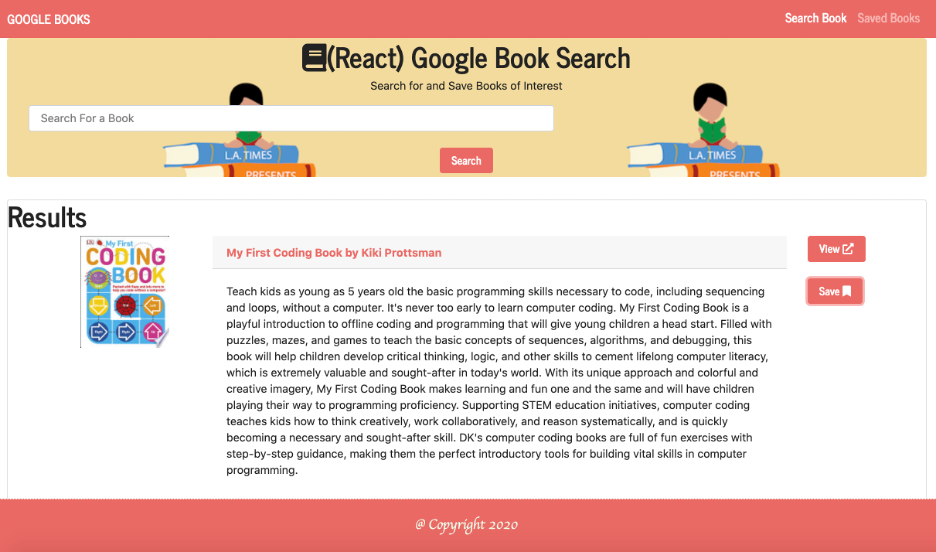 GOOGLE BOOKS
Search Book Saved Books
(React) Google Book Search
Search for and Save Books of Interest
Search For a Book
L.A. TIMES
L.A. TIMES
Search
PRESENTS
PRESENTS
Results
My First
CODING
BOOK
My First Coding Book by Kiki Prottsman
View
Save
Teach kids as young as 5 years old the basic programming skills necessary to code, including sequencing
and loops, without a computer. It's never too early to learn computer coding. My First Coding Book is a
playful introduction to offline coding and programming that will give young children a head start. Filled with
puzzles, mazes, and games to teach the basic concepts of sequences, algorithms, and debugging, this
book will help children develop critical thinking, logic, and other skills to cement lifelong computer literacy,
which is extremely valuable and sought-after in today's world. With its unique approach and colorful and
creative imagery, My First Coding Book makes learning and fun one and the same and will have children
playing their way to programming proficiency. Supporting STEM education initiatives, computer coding
teaches kids how to think creatively, work collaboratively, and reason systematically, and is quickly
becoming a necessary and sought-after skill. DK's computer coding books are full of fun exercises with
step-by-step guidance, making them the perfect introductory tools for building vital skills in computer
programming.
@ Copyright 2020